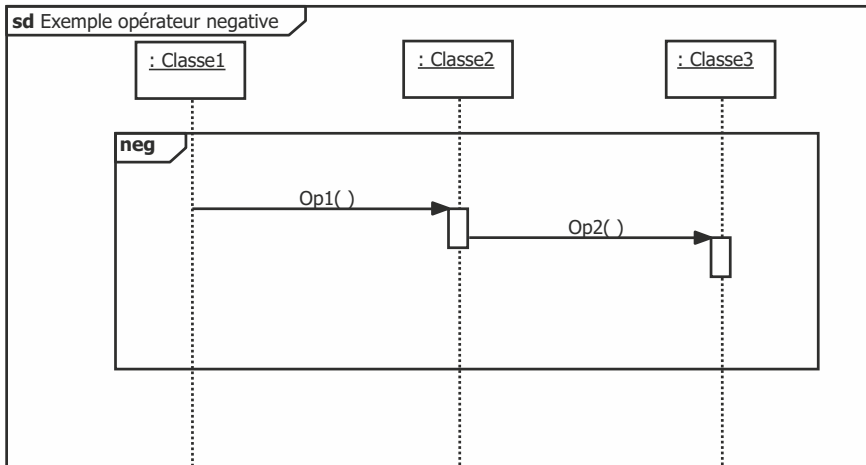 sd Exemple opérateur negative
: Classe1
: Classe2
: Classe3
neg
Op1( )
Op2( )